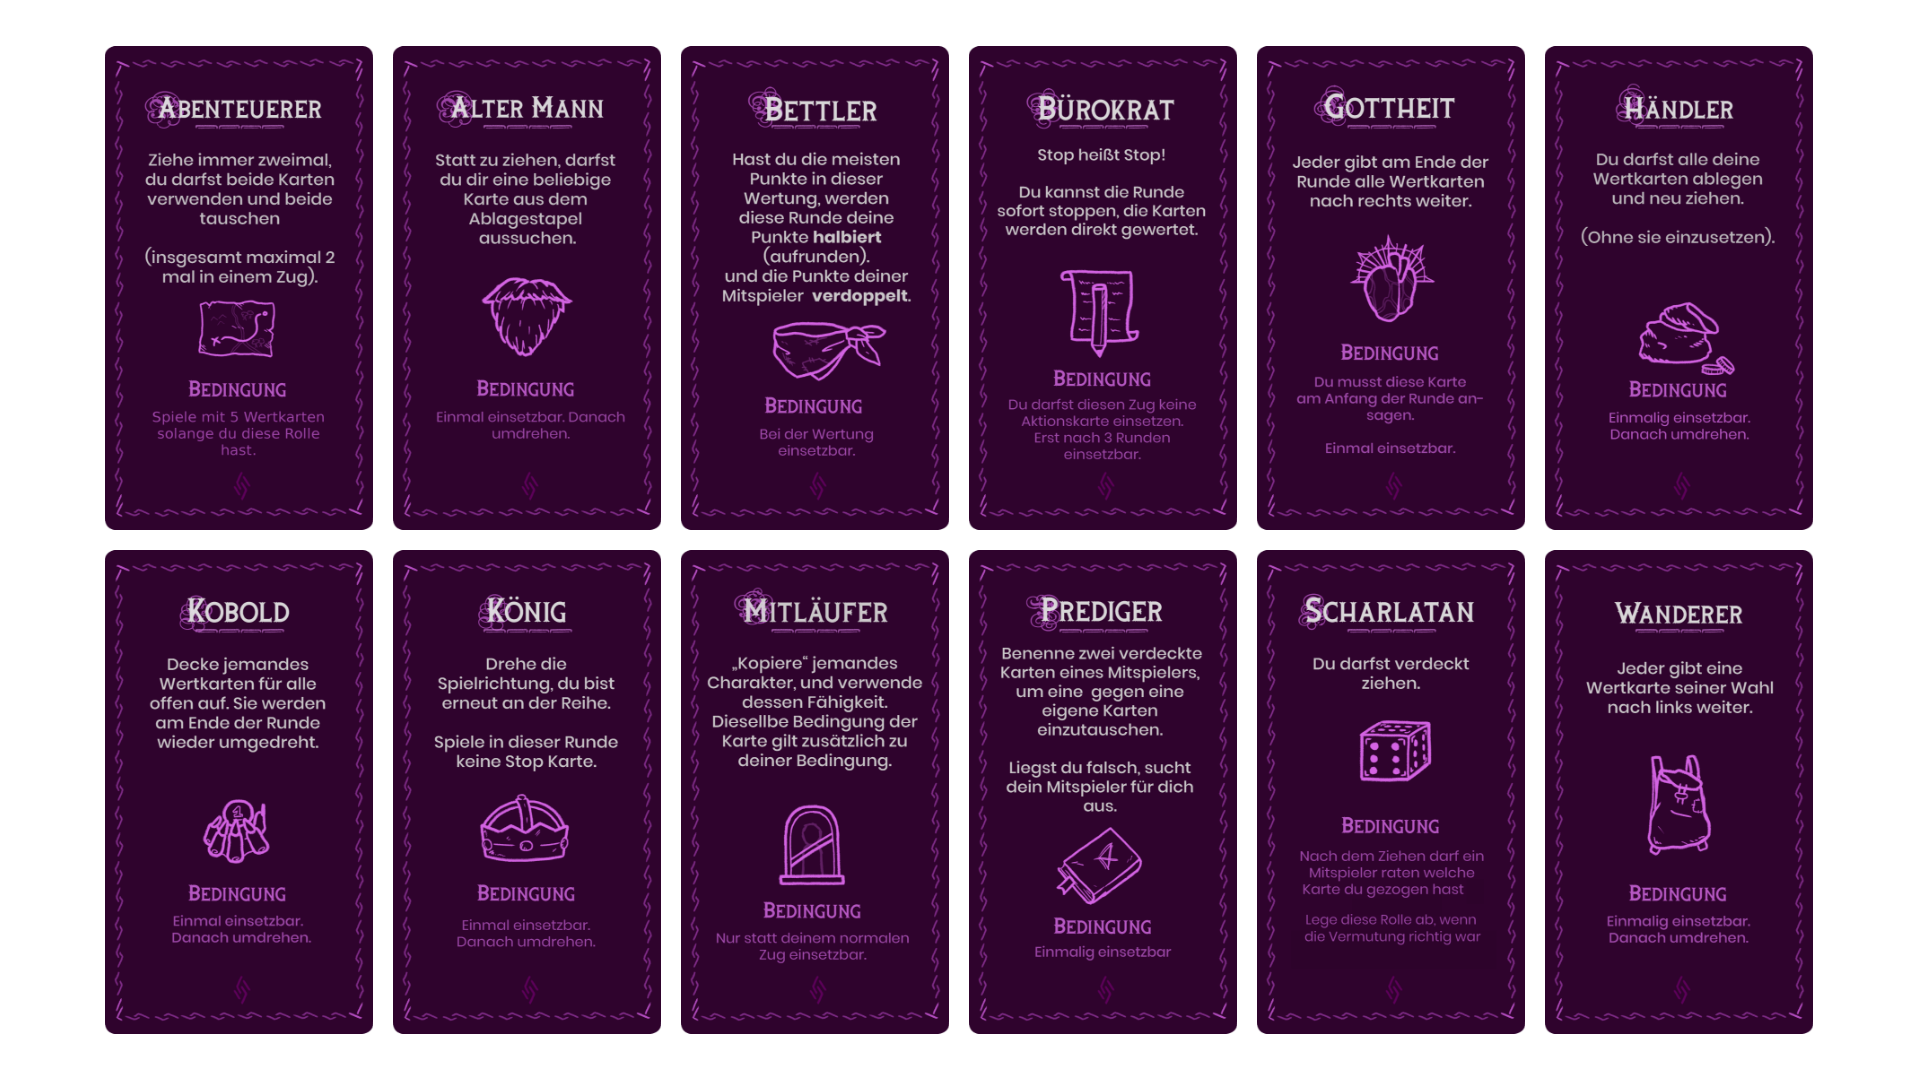 Abenteuerer
Ziehe immer zweimal,
du darfst beide Karten
verwenden und beide
tauschen
(insgesamt maximal 2
mal in einem Zug).
Bedingung
Spiele mit 5 Wertkarten
solange du diese Rolle
hast.
Alter Mann
Statt zu ziehen, darfst
du dir eine beliebige
Karte aus dem
Ablagestapel
aussuchen.
Bedingung
Einmal einsetzbar. Danach
umdrehen.
Bettler
Hast du die meisten
Punkte in dieser
Wertung, werden
diese Runde deine
Punkte halbiert
(aufrunden).
und die Punkte deiner
Mitspieler verdoppelt.
Bedingung
Bei der Wertung
einsetzbar.
Bürokrat
Stop heißt Stop!
Du kannst die Runde
sofort stoppen, die Karten
werden direkt gewertet.
Bedingung
Du darfst diesen Zug keine
Aktionskarte einsetzen.
Erst nach 3 Runden
einsetzbar.
Gottheit
Jeder gibt am Ende der
Runde alle Wertkarten
nach rechts weiter.
Bedingung
Du musst diese Karte
am Anfang der Runde an-
sagen.
Einmal einsetzbar.
Händler
Du darfst alle deine
Wertkarten ablegen
und neu ziehen.
(Ohne sie einzusetzen).
Bedingung
Einmalig einsetzbar.
Danach umdrehen.
Kobold
Decke jemandes
Wertkarten für alle
offen auf. Sie werden
am Ende der Runde
wieder umgedreht.
1
Bedingung
Einmal einsetzbar.
Danach umdrehen.
König
Drehe die
Spielrichtung, du bist
erneut an der Reihe.
Spiele in dieser Runde
keine Stop Karte.
Bedingung
Einmal einsetzbar.
Danach umdrehen.
Mitläufer
„Kopiere“ jemandes
Charakter, und verwende
dessen Fähigkeit.
Diesellbe Bedingung der
Karte gilt zusätzlich zu
deiner Bedingung.
Bedingung
Nur statt deinem normalen
Zug einsetzbar.
Prediger
Benenne zwei verdeckte
Karten eines Mitspielers,
um eine gegen eine
eigene Karten
einzutauschen.
Liegst du falsch, sucht
dein Mitspieler für dich
aus.
Bedingung
Einmalig einsetzbar
Scharlatan
Du darfst verdeckt
ziehen.
Bedingung
Nach dem Ziehen darf ein
Mitspieler raten welche
Karte du gezogen hast
Lege diese Rolle ab, wenn
die Vermutung richtig war
Wanderer
Jeder gibt eine
Wertkarte seiner Wahl
nach links weiter.
Bedingung
Einmalig einsetzbar.
Danach umdrehen.